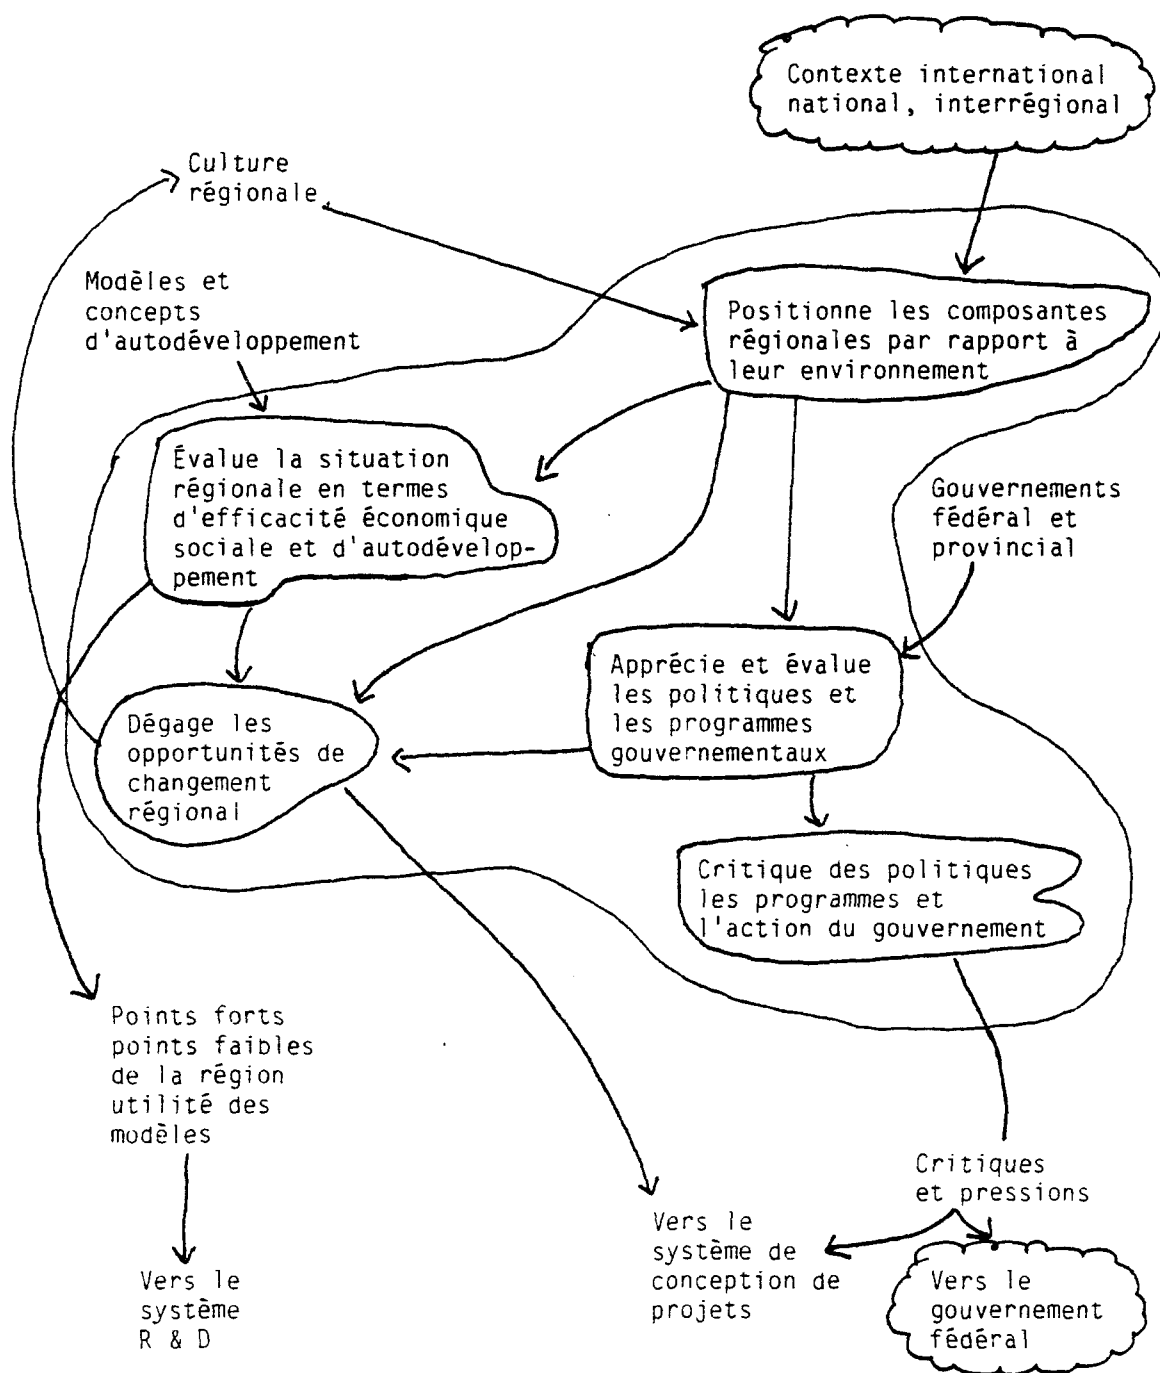 Contexte international
national, interrégional
Culture
régionale
Modèles et
concepts
d'autodéveloppement
Positionne les composantes
régionales par rapport à
leur environnement
Évalue la situation
régionale en termes
d'efficacité économique
sociale et d'autodévelop-
pement
Gouvernements
fédéral et
provincial
Apprécie et évalue
les politiques et
les programmes
gouvernementaux
Dégage les
opportunités de
changement
régional
Critique des politiques
les programmes et
l'action du gouvernement
Points forts
points faibles
de la région
utilité des
modèles
Critiques
et pressions
Vers le
système de
conception de
projets
Vers le
gouvernement
fédéral
Vers le
système
R & D